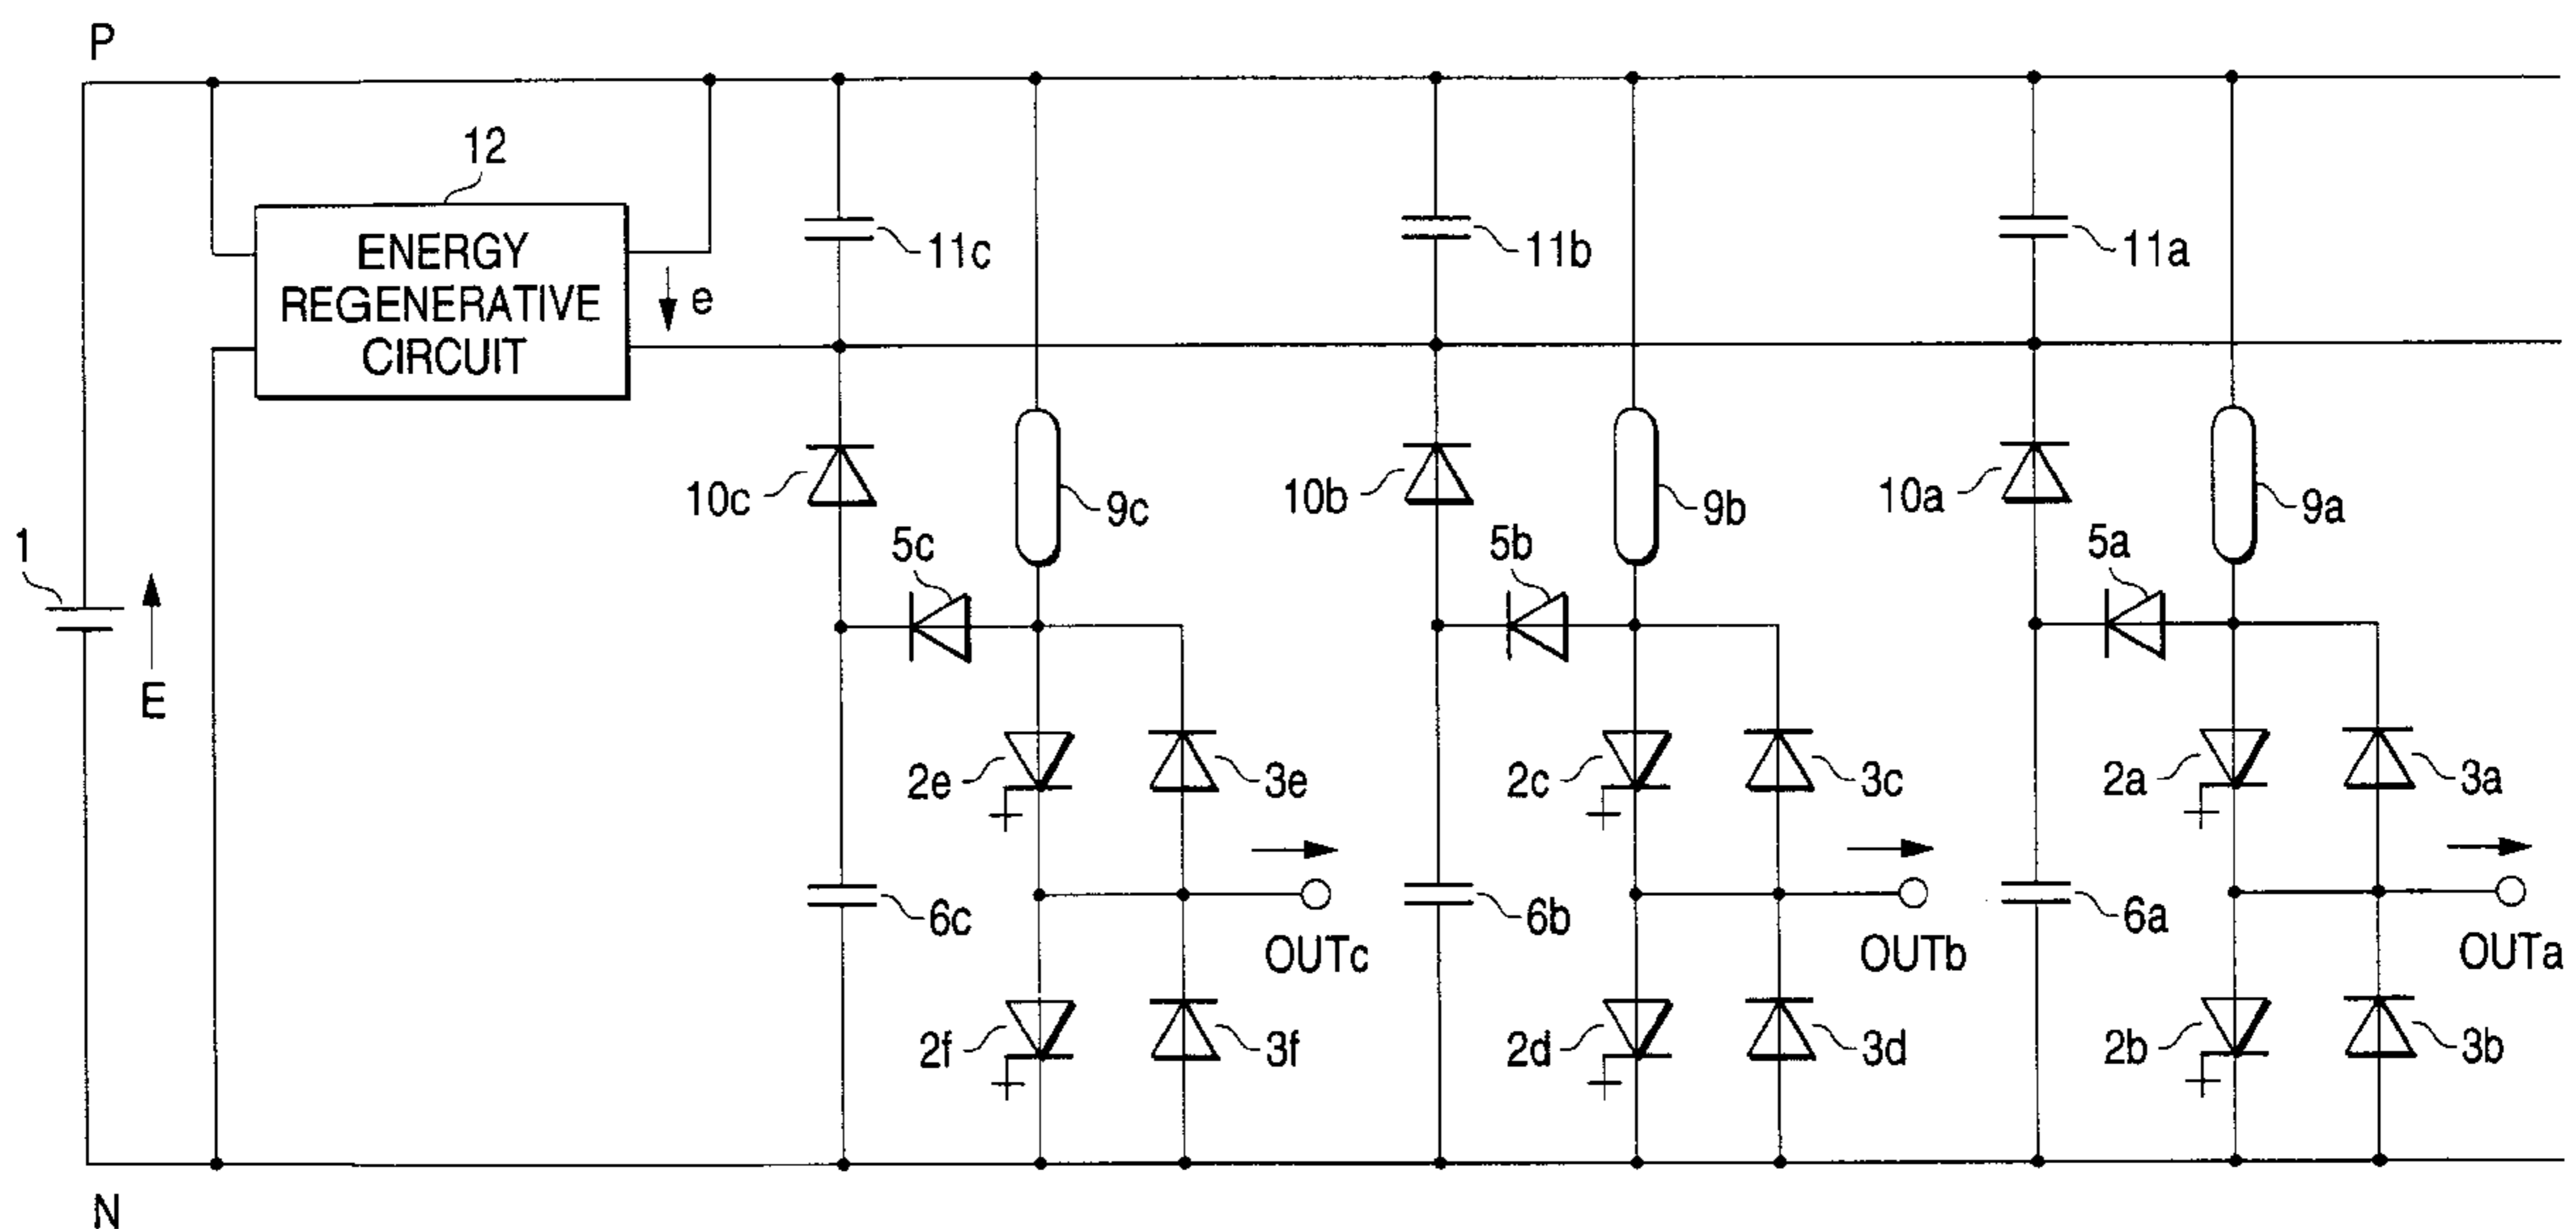 P
12
ENERGY
REGENERATIVE
CIRCUIT
e
11c
11b
11a
10c
9c
10b
9b
10a
9a
1
E
5c
5b
5a
2e
3e
2c
3c
2a
3a
6c
OUTc
6b
OUTb
6a
OUTa
2f
3f
2d
3d
2b
3b
N